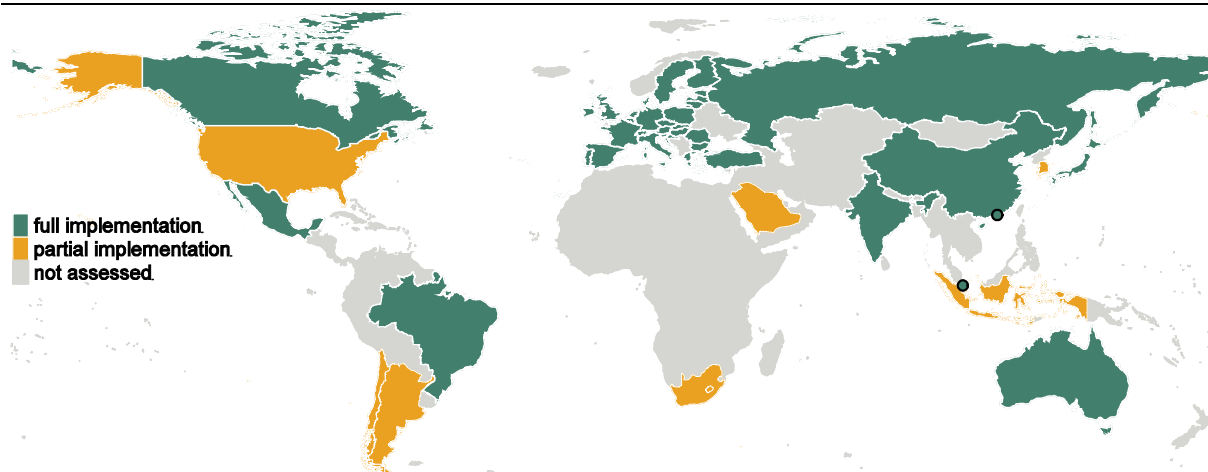 full implementation.
partial implementation.
not assessed.